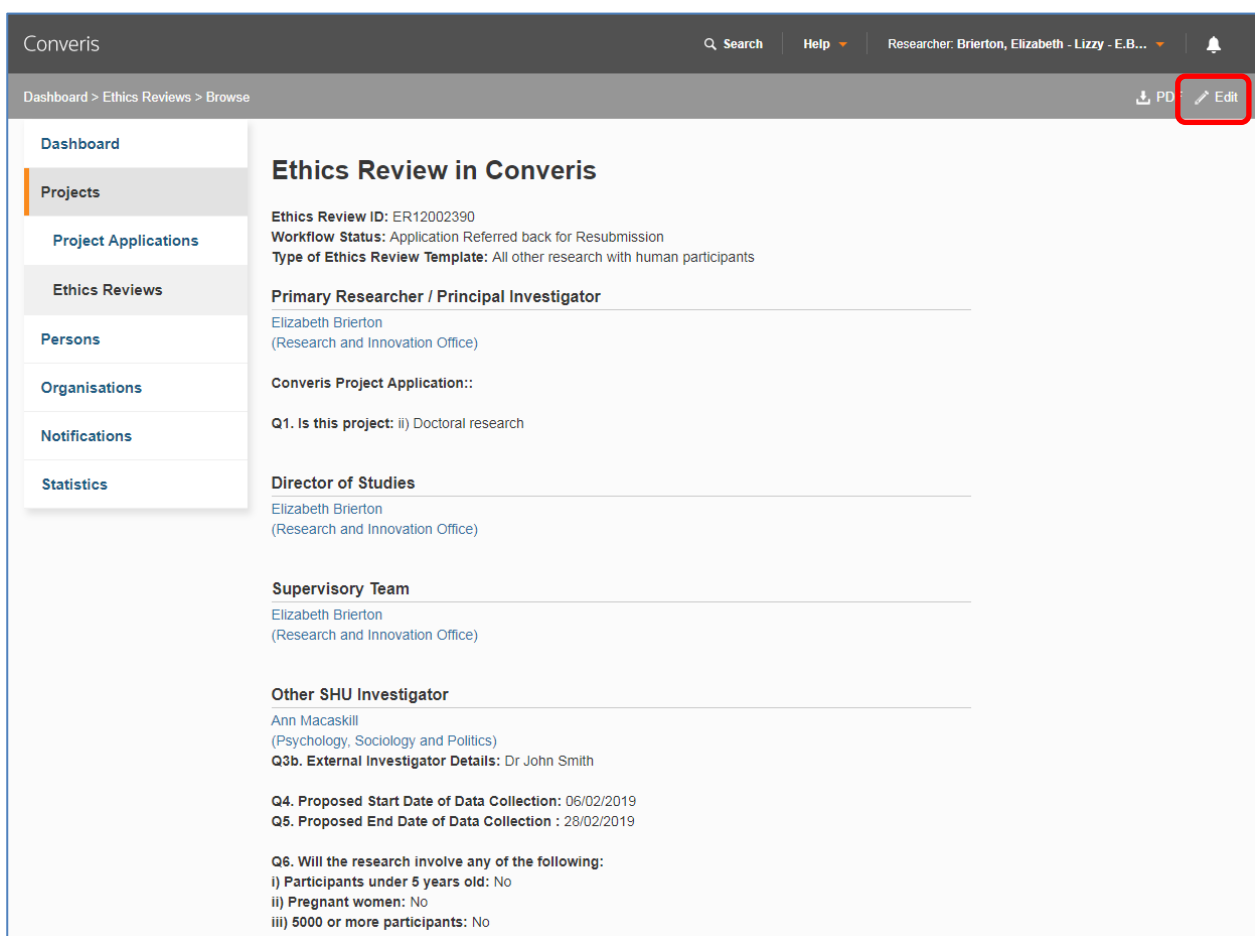 Converis
Search
Help
Researcher: Brierton, Elizabeth - Lizzy - E.B...
Dashboard > Ethics Reviews > Browse
PDF
Edit
Dashboard
Projects
Project Applications
Ethics Reviews
Persons
Organisations
Notifications
Statistics
Ethics Review in Converis
Ethics Review ID: ER12002390
Workflow Status: Application Referred back for Resubmission
Type of Ethics Review Template: All other research with human participants
Primary Researcher / Principal Investigator
Elizabeth Brierton
(Research and Innovation Office)
Converis Project Application::
Q1. Is this project: ii) Doctoral research
Director of Studies
Elizabeth Brierton
(Research and Innovation Office)
Supervisory Team
Elizabeth Brierton
(Research and Innovation Office)
Other SHU Investigator
Ann Macaskill
(Psychology, Sociology and Politics)
Q3b. External Investigator Details: Dr John Smith
Q4. Proposed Start Date of Data Collection: 06/02/2019
Q5. Proposed End Date of Data Collection : 28/02/2019
Q6. Will the research involve any of the following:
i) Participants under 5 years old: No
ii) Pregnant women: No
iii) 5000 or more participants: No